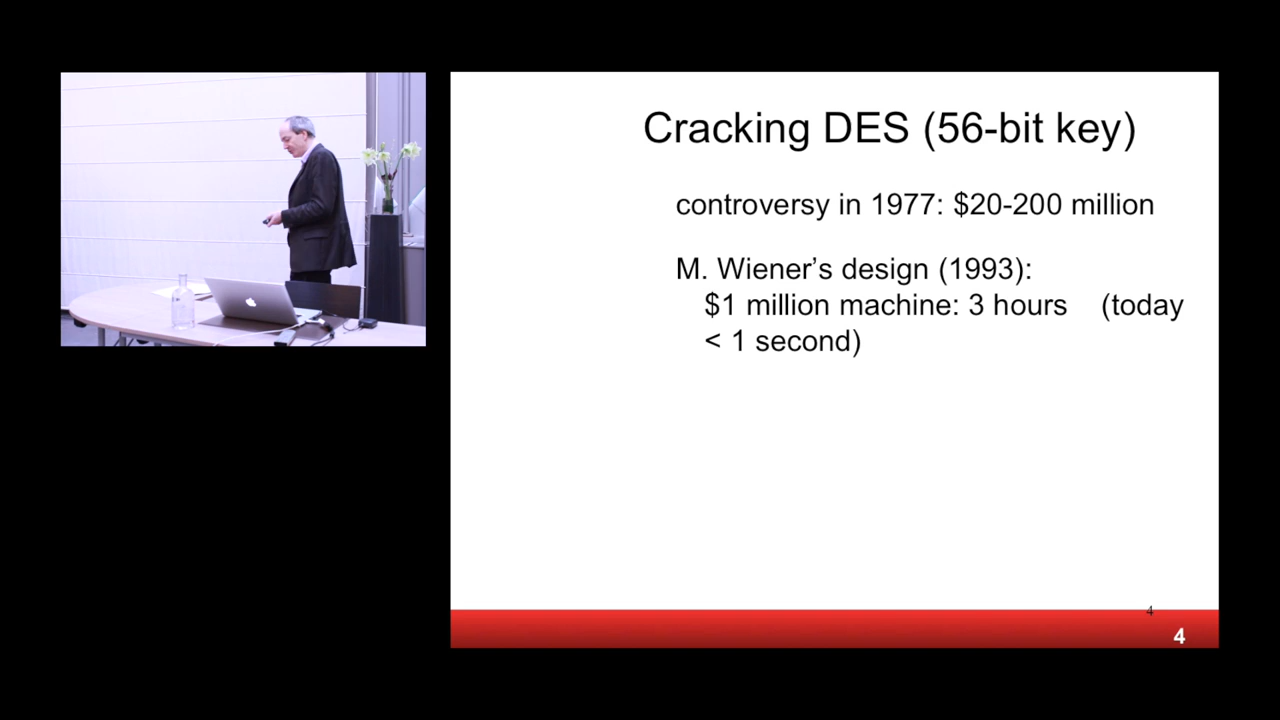 Cracking DES (56-bit key)
controversy in 1977: $20-200 million
M. Wiener’s design (1993):
$1 million machine: 3 hours (today
< 1 second)
4
4